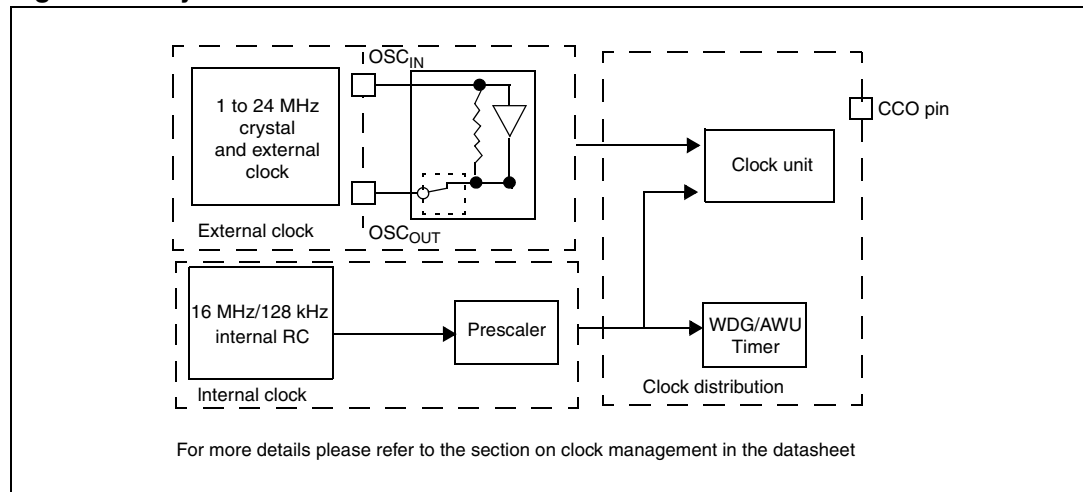 OSCIN
1 to 24 MHz
crystal
and external
clock
External clock
OSCOUT
CCO pin
Clock unit
16 MHz/128 kHz
internal RC
Prescaler
Internal clock
WDG/AWU
Timer
Clock distribution
For more details please refer to the section on clock management in the datasheet